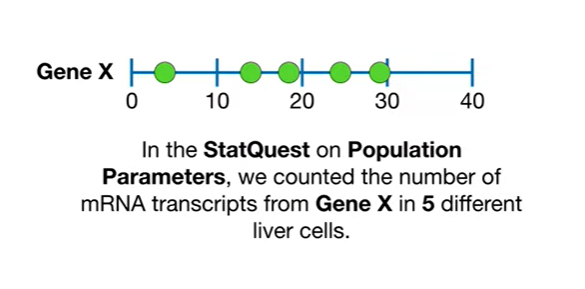 Gene X
0 10 20 30 40
In the StatQuest on Population
Parameters, we counted the number of
mRNA transcripts from Gene X in 5 different
liver cells.